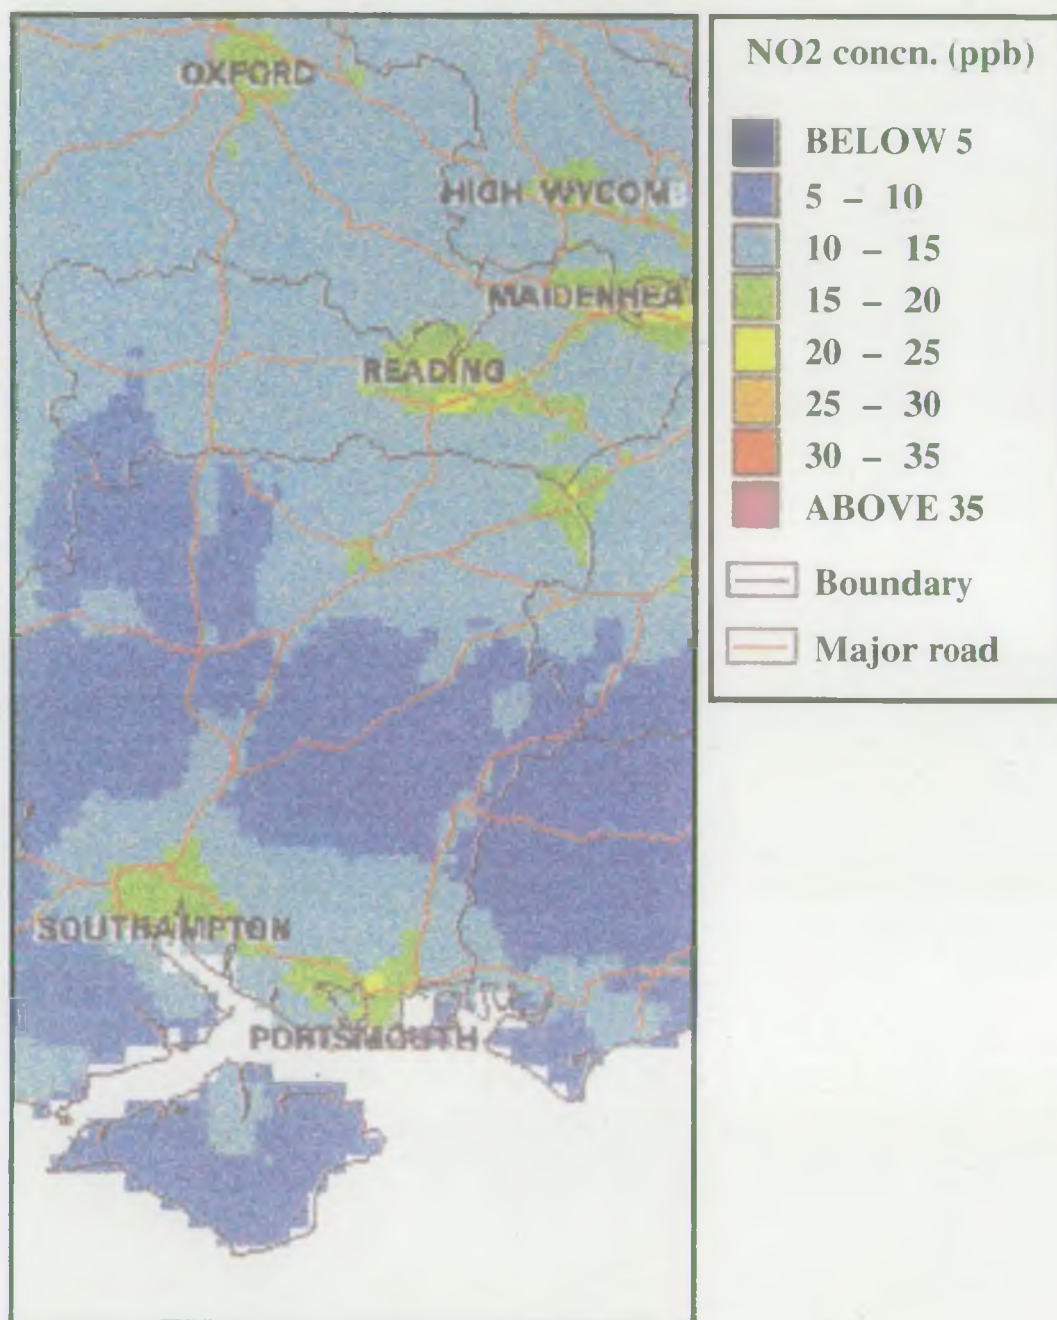 OXFORD
HIGH WYCOMB
MAIDENHEA
READING
SOUTHAMPTON
PORTSMOUTH
NO2 concn. (ppb)
BELOW 5
5 – 10
10 – 15
15 – 20
20 – 25
25 – 30
30 – 35
ABOVE 35
Boundary
Major road